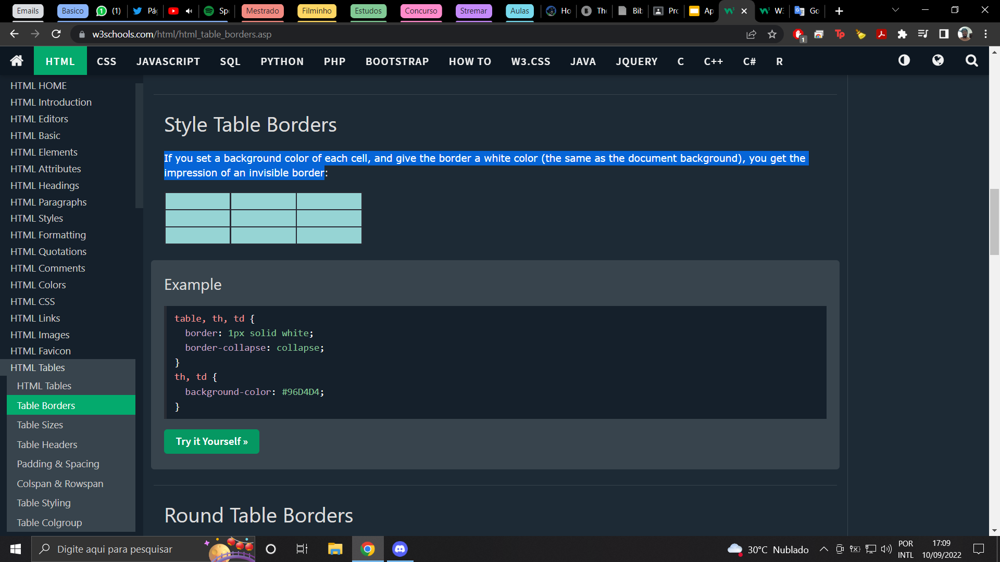 Emails
Basico
(1)
Pá
Sp
Mestrado
Filminho
Estudos
Concurso
Stremar
Aulas
Ho
Th
Bib
Pro
Ap
W3
Go
w3schools.com/html/html_table_borders.asp
1
HTML
CSS
JAVASCRIPT
SQL
PYTHON
PHP
BOOTSTRAP
HOW TO
W3.CSS
JAVA
JQUERY
C
C++
C#
R
HTML HOME
HTML Introduction
HTML Editors
HTML Basic
HTML Elements
HTML Attributes
HTML Headings
HTML Paragraphs
HTML Styles
HTML Formatting
HTML Quotations
HTML Comments
HTML Colors
HTML CSS
HTML Links
HTML Images
HTML Favicon
HTML Tables
HTML Tables
Table Borders
Table Sizes
Table Headers
Padding & Spacing
Colspan & Rowspan
Table Styling
Table Colgroup
Style Table Borders
If you set a background color of each cell, and give the border a white color (the same as the document background), you get the
impression of an invisible border:
Example
table, th, td {
  border: 1px solid white;
  border-collapse: collapse;
}
th, td {
  background-color: #96D4D4;
}
Try it Yourself »
Round Table Borders
Digite aqui para pesquisar
30°C Nublado
POR
INTL
17:09
10/09/2022